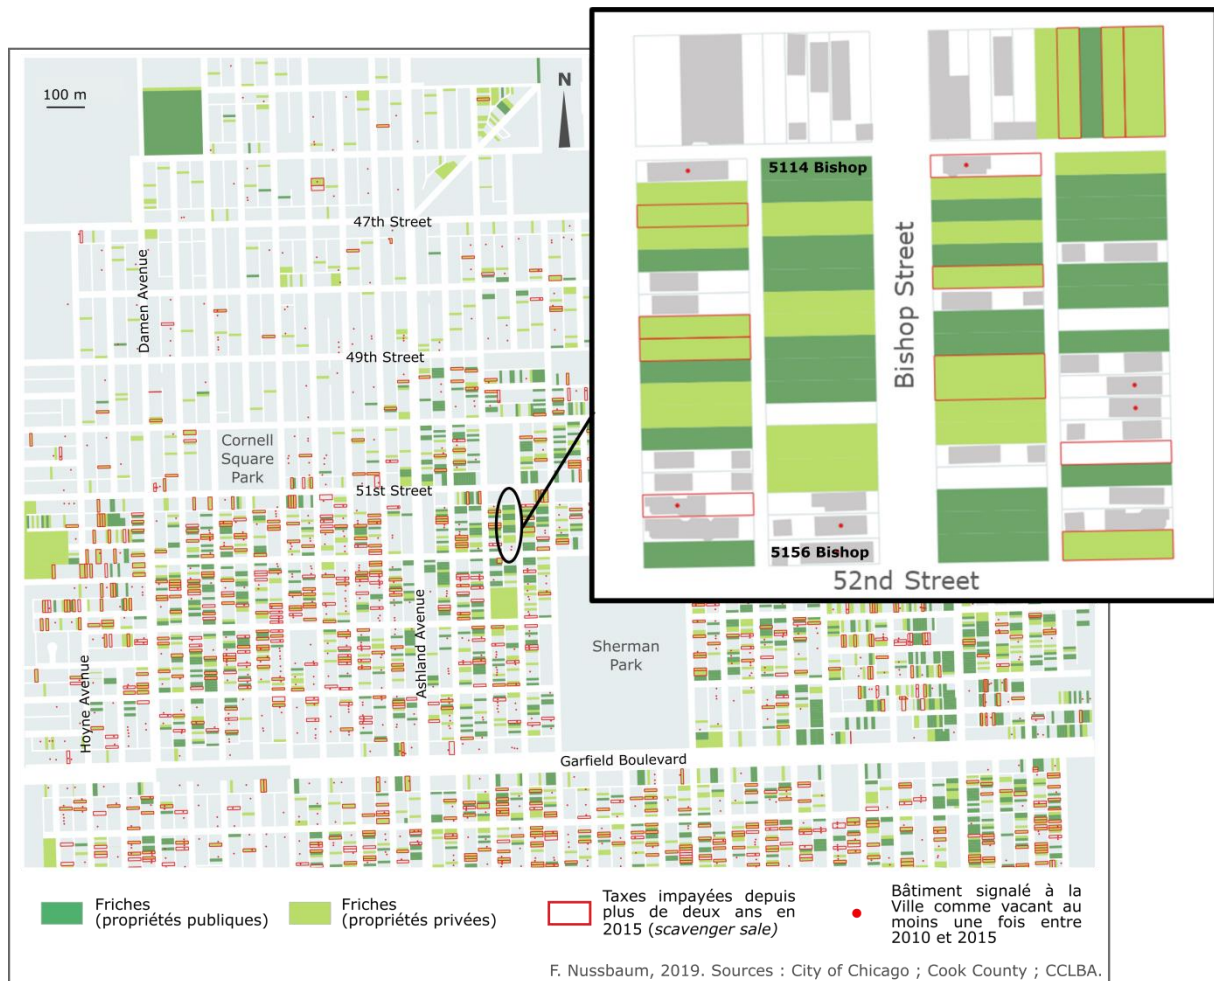 100 m
N
47th Street
Damen Avenue
49th Street
Cornell
Square
Park
51st Street
Ashland Avenue
Hoyne Avenue
Sherman
Park
Garfield Boulevard
5114 Bishop
Bishop Street
5156 Bishop
52nd Street
Friches
(propriétés publiques)
Friches
(propriétés privées)
Taxes impayées depuis
plus de deux ans en
2015 (scavenger sale)
Bâtiment signalé à la
Ville comme vacant au
moins une fois entre
2010 et 2015
F. Nussbaum, 2019. Sources : City of Chicago ; Cook County ; CCLBA.